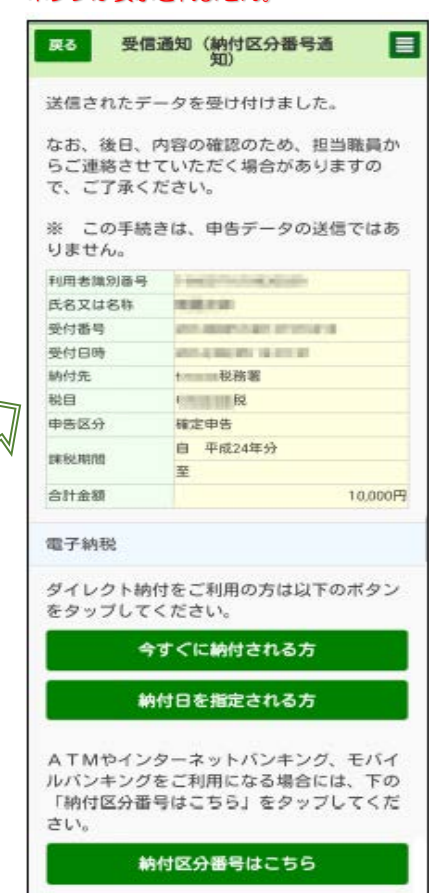 戻る
受信通知（納付区分番号通
知）
送信されたデータを受け付けました。
なお、後日、内容の確認のため、担当職員か
らご連絡させていただく場合がありますの
で、ご了承ください。
※　この手続きは、申告データの送信ではあ
りません。
利用者識別番号
氏名又は名称
受付番号
受付日時
納付先 税務署
税目 税
申告区分 確定申告
課税期間 自　平成24年分
至
合計金額 10,000円
電子納税
ダイレクト納付をご利用の方は以下のボタン
をタップしてください。
今すぐに納付される方
納付日を指定される方
ＡＴＭやインターネットバンキング、モバイ
ルバンキングをご利用になる場合には、下の
「納付区分番号はこちら」をタップしてくだ
さい。
納付区分番号はこちら